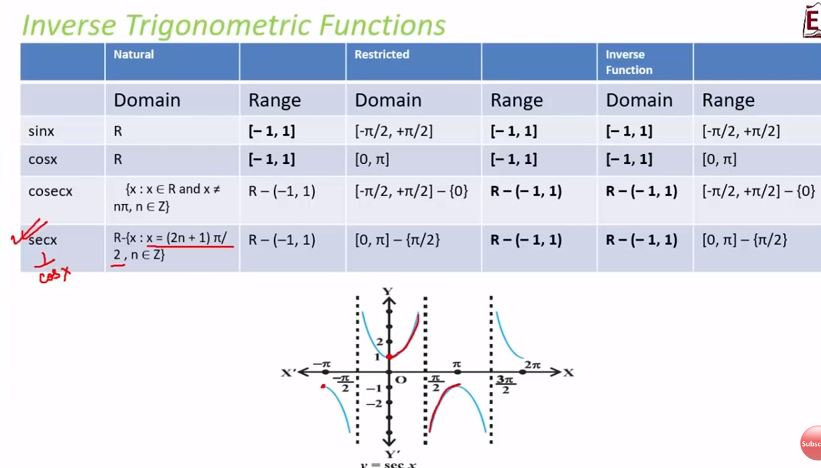 Inverse Trigonometric Functions
E
Natural Restricted Inverse Function
Domain Range Domain Range Domain Range
sinx R [– 1, 1] [-π/2, +π/2] [– 1, 1] [– 1, 1] [-π/2, +π/2]
cosx R [– 1, 1] [0, π] [– 1, 1] [– 1, 1] [0, π]
cosecx {x : x ∈ R and x ≠ nπ, n ∈ Z} R – (–1, 1) [-π/2, +π/2] – {0} R – (– 1, 1) R – (– 1, 1) [-π/2, +π/2] – {0}
secx R-{x : x = (2n + 1) π/2 , n ∈ Z} R – (–1, 1) [0, π] – {π/2} R – (– 1, 1) R – (– 1, 1) [0, π] – {π/2}
1
cosx
Y
2
1
–π π 2π
X′ O X
–π/2 π/2 3π/2
–1
–2
Y′
y = sec x
Subsc